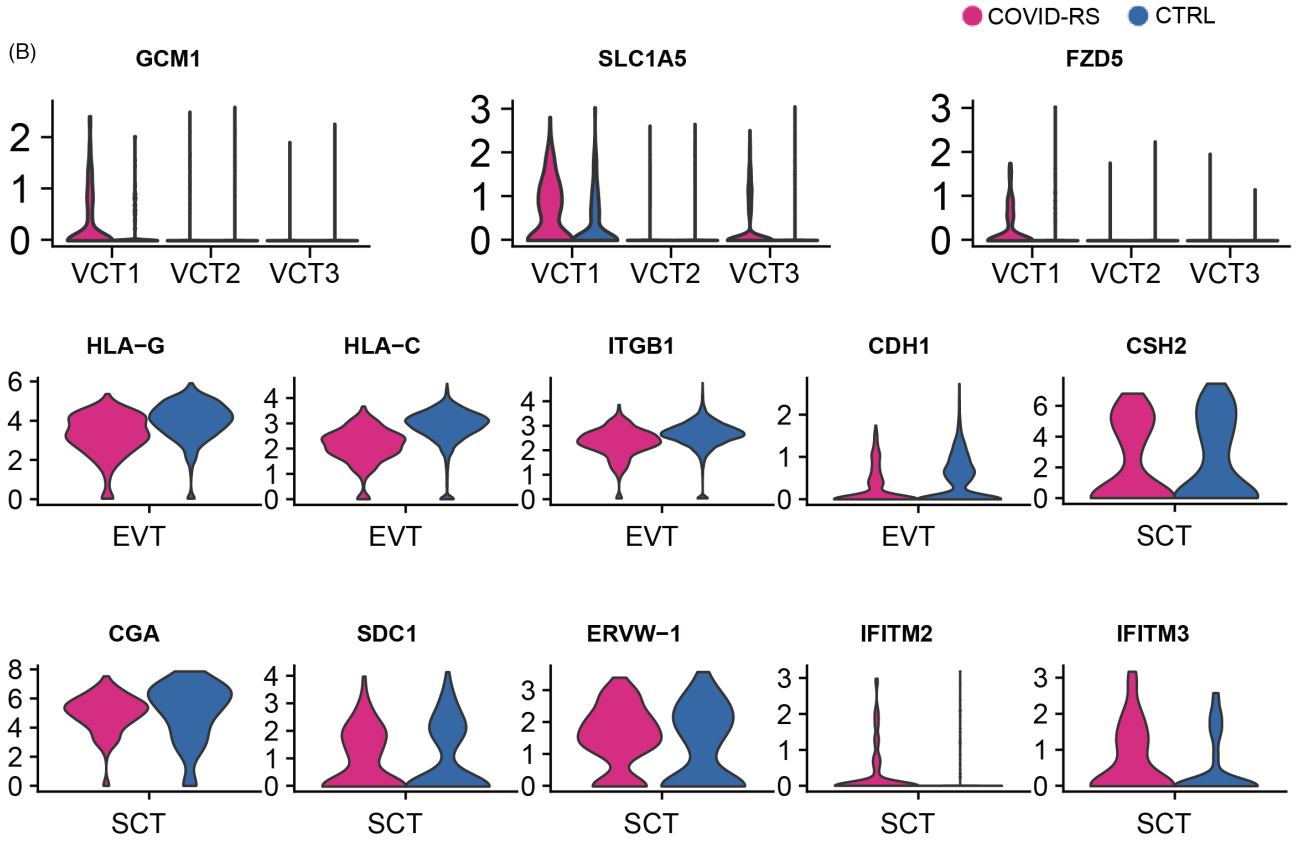 COVID-RS CTRL
(B)
GCM1 SLC1A5 FZD5
2 1 0
VCT1 VCT2 VCT3
3 2 1 0
VCT1 VCT2 VCT3
3 2 1 0
VCT1 VCT2 VCT3
HLA−G HLA−C ITGB1 CDH1 CSH2
6 4 2 0
4 3 2 1 0
4 3 2 1 0
2 1 0
6 4 2 0
EVT EVT EVT EVT SCT
CGA SDC1 ERVW−1 IFITM2 IFITM3
8 6 4 2 0
4 3 2 1 0
3 2 1 0
3 2 1 0
3 2 1 0
SCT SCT SCT SCT SCT